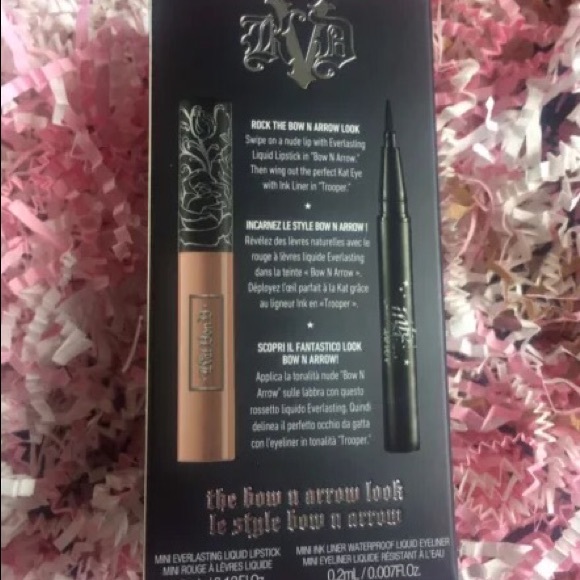 KVD
ROCK THE BOW N ARROW LOOK
Swipe on a nude lip with Everlasting
Liquid Lipstick in "Bow N Arrow."
Then wing out the perfect Kat Eye
with Ink Liner in "Trooper."
INCARNEZ LE STYLE BOW N ARROW !
Révélez des lèvres naturelles avec le
rouge à lèvres liquide Everlasting
dans la teinte « Bow N Arrow ».
Déployez l'œil parfait à la Kat grâce
au ligneur Ink en «Trooper ».
SCOPRI IL FANTASTICO LOOK
BOW N ARROW!
Applica la tonalità nude "Bow N
Arrow" sulle labbra con questo
rossetto liquido Everlasting. Quindi
delinea il perfetto occhio da gatta
con l'eyeliner in tonalità "Trooper."
Kat Von D
the bow n arrow look
le style bow n arrow
MINI EVERLASTING LIQUID LIPSTICK
MINI ROUGE À LÈVRES LIQUIDE
MINI INK LINER WATERPROOF LIQUID EYELINER
MINI EYELINER LIQUIDE RÉSISTANT À L'EAU
0.2mL / 0.007Fl.Oz.